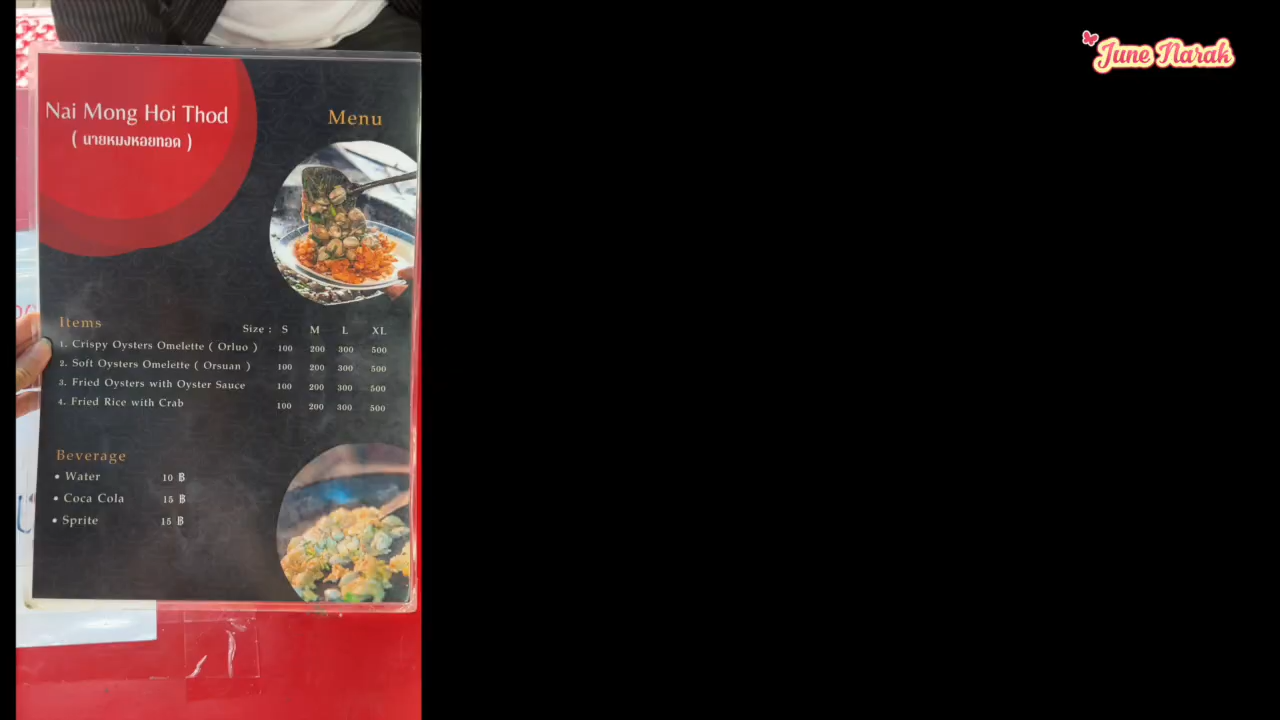 June Narak
Nai Mong Hoi Thod
( นายหมงหอยทอด )
Menu
Items Size : S M L XL
1. Crispy Oysters Omelette ( Orluo ) 100 200 300 500
2. Soft Oysters Omelette ( Orsuan ) 100 200 300 500
3. Fried Oysters with Oyster Sauce 100 200 300 500
4. Fried Rice with Crab 100 200 300 500
Beverage
• Water 10 ฿
• Coca Cola 15 ฿
• Sprite 15 ฿